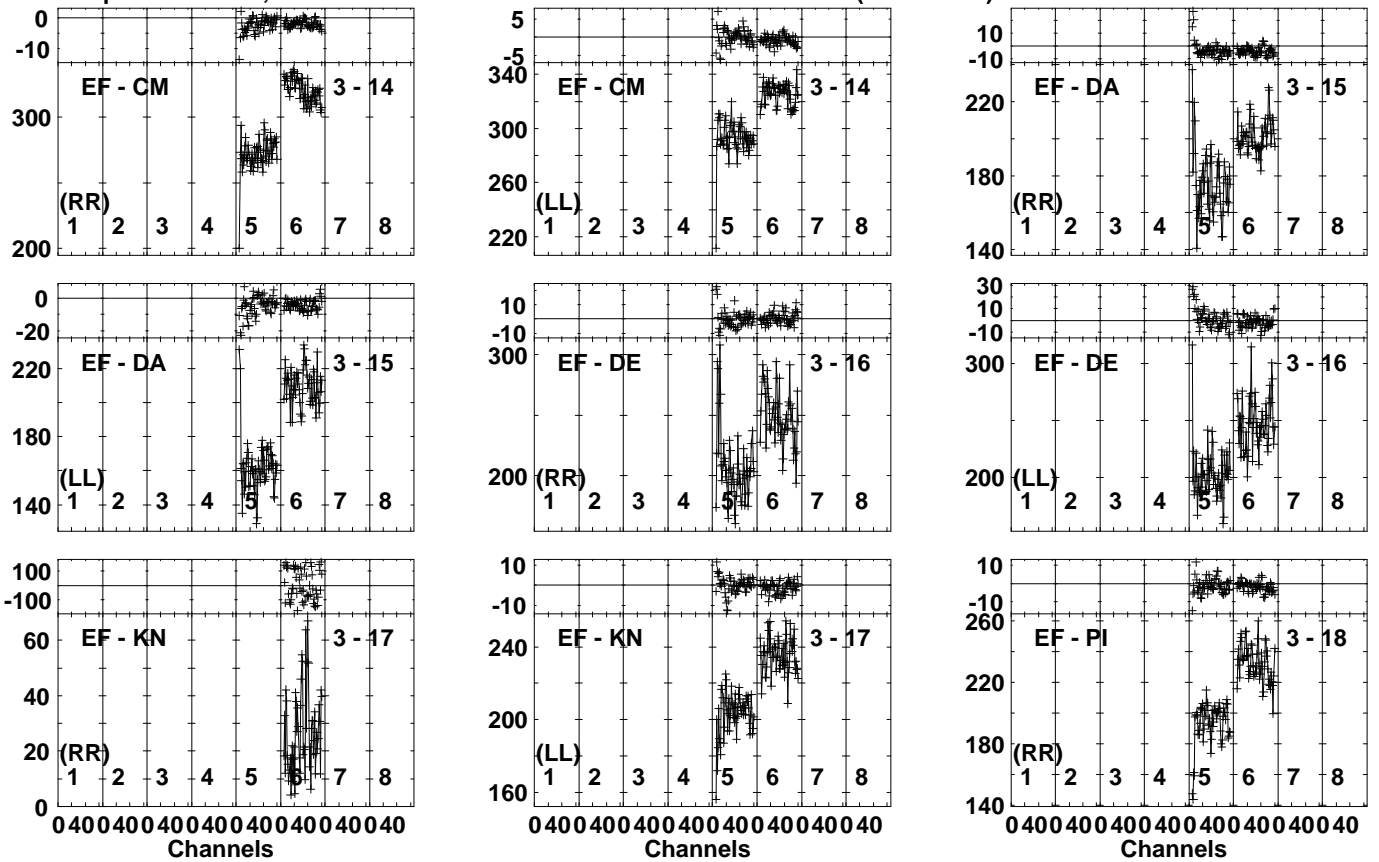 0 5 10
-10 -5 -10
EF - CM 3 - 14 340 EF - CM 3 - 14 EF - DA 3 - 15
300 300 220
260 180
(RR) (LL) (RR)
1 2 3 4 5 6 7 8 220 1 2 3 4 5 6 7 8 1 2 3 4 5 6 7 8
200 140
0 10 30
-20 -10 10
-10
EF - DA 3 - 15 300 EF - DE 3 - 16 300 EF - DE 3 - 16
220
180
(LL) 200 (RR) 200 (LL)
140 1 2 3 4 5 6 7 8 1 2 3 4 5 6 7 8 1 2 3 4 5 6 7 8
100 10 10
-100 -10 -10
60 EF - KN 3 - 17 240 EF - KN 3 - 17 260 EF - PI 3 - 18
40 220
20 200 180
(RR) (LL) (RR)
1 2 3 4 5 6 7 8 1 2 3 4 5 6 7 8 1 2 3 4 5 6 7 8
0 160 140
0 40 0 40 0 40 0 40 0 40 0 40 0 40 0 40 0 40 0 40 0 40 0 40 0 40 0 40 0 40 0 40 0 40 0 40 0 40 0 40 0 40 0 40 0 40 0 40
Channels Channels Channels